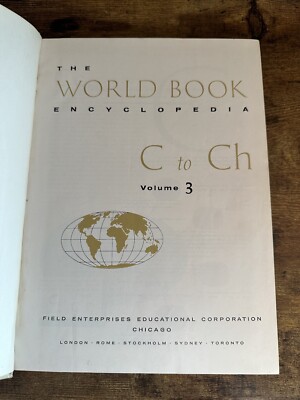 THE
WORLD BOOK
ENCYCLOPEDIA
C to Ch
Volume 3
FIELD ENTERPRISES EDUCATIONAL CORPORATION
CHICAGO
LONDON · ROME · STOCKHOLM · SYDNEY · TORONTO